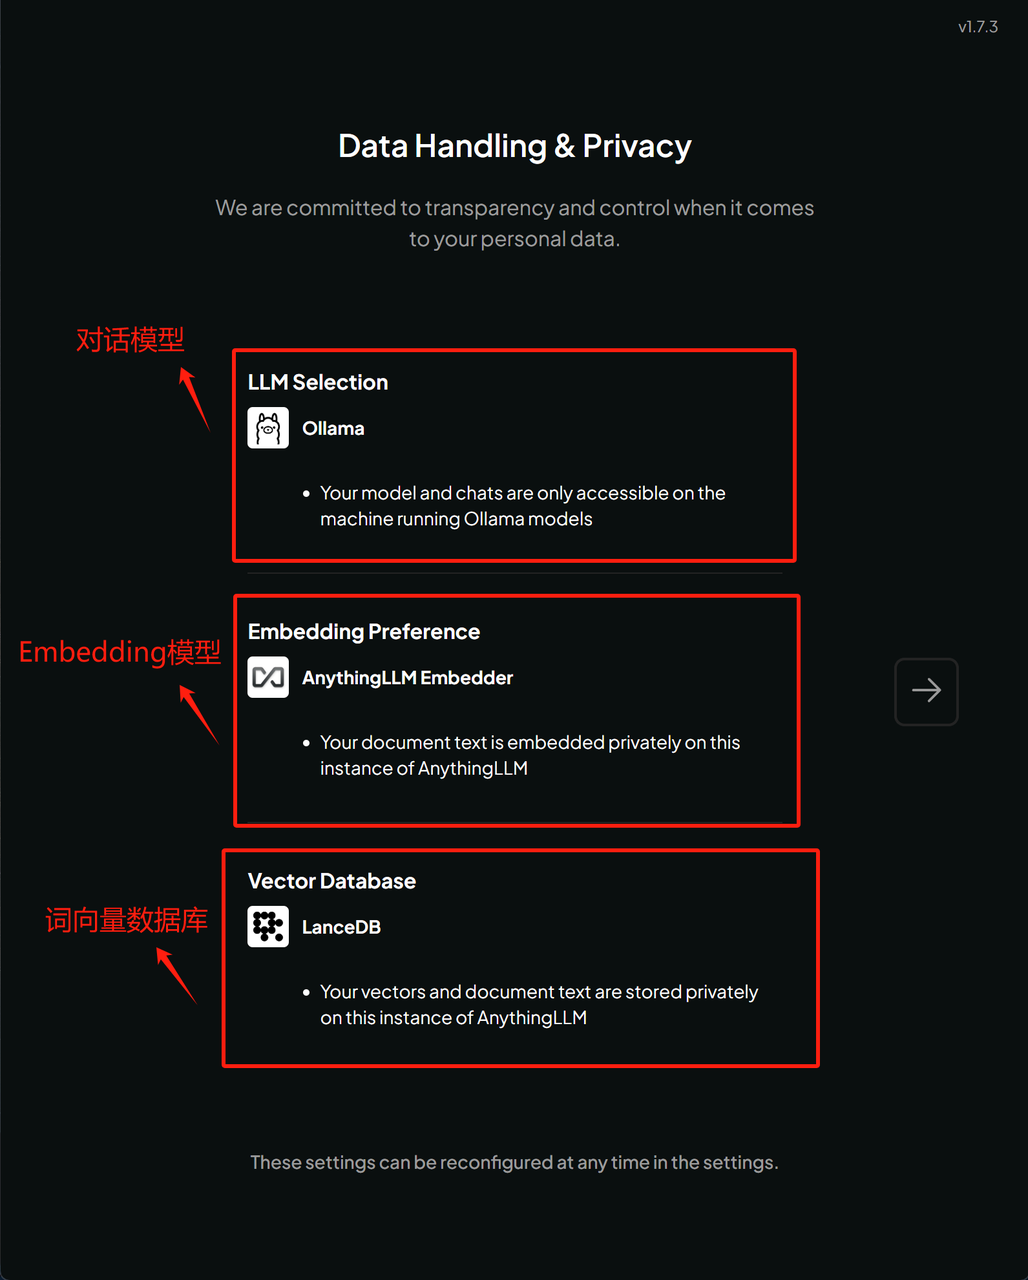 v1.7.3
Data Handling & Privacy
We are committed to transparency and control when it comes
to your personal data.
对话模型
LLM Selection
Ollama
• Your model and chats are only accessible on the
machine running Ollama models
Embedding模型
Embedding Preference
AnythingLLM Embedder
• Your document text is embedded privately on this
instance of AnythingLLM
词向量数据库
Vector Database
LanceDB
• Your vectors and document text are stored privately
on this instance of AnythingLLM
These settings can be reconfigured at any time in the settings.